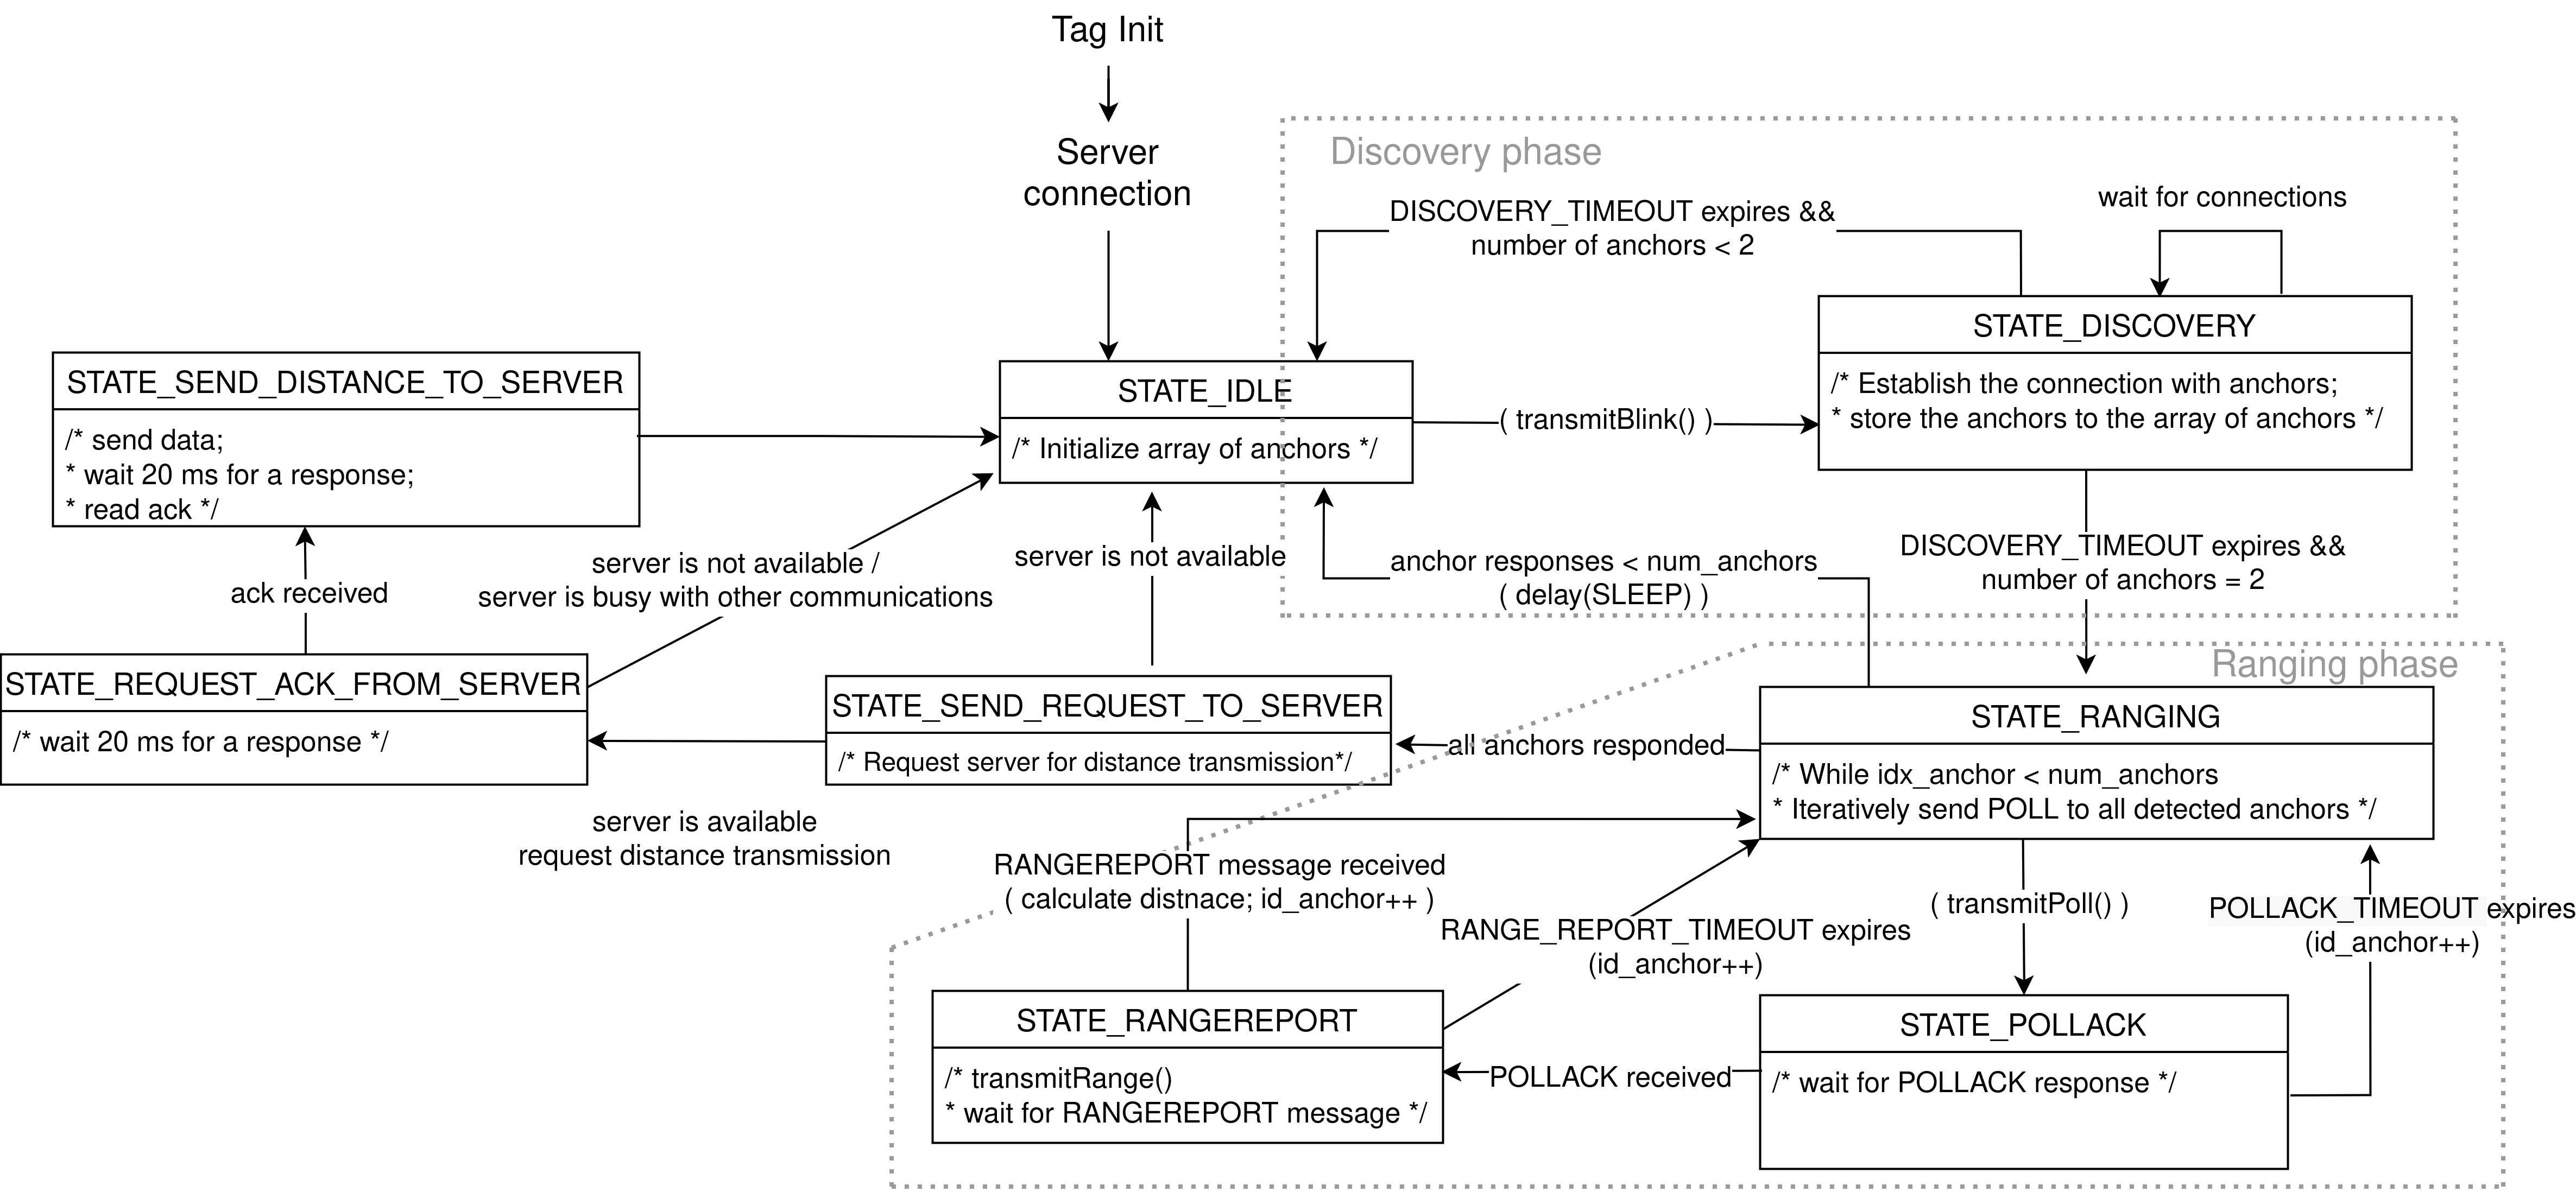 Tag Init
Server
connection
Discovery phase
DISCOVERY_TIMEOUT expires &&
number of anchors < 2
wait for connections
STATE_DISCOVERY
/* Establish the connection with anchors;
* store the anchors to the array of anchors */
STATE_SEND_DISTANCE_TO_SERVER
/* send data;
* wait 20 ms for a response;
* read ack */
STATE_IDLE
/* Initialize array of anchors */
( transmitBlink() )
ack received
server is not available /
server is busy with other communications
server is not available
anchor responses < num_anchors
( delay(SLEEP) )
DISCOVERY_TIMEOUT expires &&
number of anchors = 2
Ranging phase
STATE_REQUEST_ACK_FROM_SERVER
/* wait 20 ms for a response */
STATE_SEND_REQUEST_TO_SERVER
/* Request server for distance transmission*/
all anchors responded
STATE_RANGING
/* While idx_anchor < num_anchors
* Iteratively send POLL to all detected anchors */
server is available
request distance transmission
RANGEREPORT message received
( calculate distnace; id_anchor++ )
RANGE_REPORT_TIMEOUT expires
(id_anchor++)
( transmitPoll() )
POLLACK_TIMEOUT expires
(id_anchor++)
STATE_RANGEREPORT
/* transmitRange()
* wait for RANGEREPORT message */
POLLACK received
STATE_POLLACK
/* wait for POLLACK response */